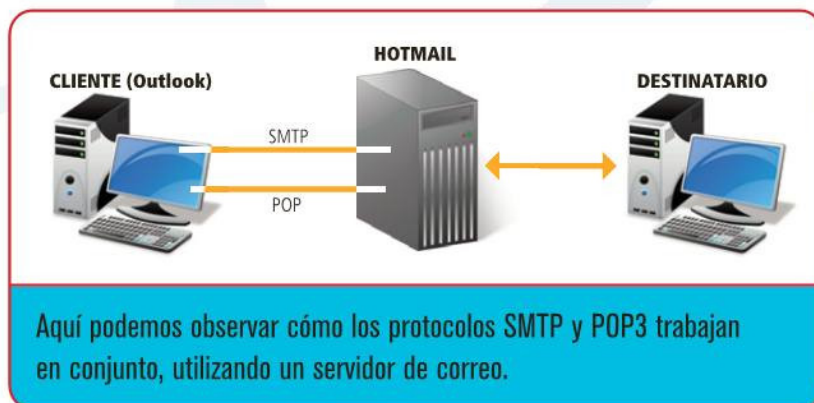 HOTMAIL
CLIENTE (Outlook)
DESTINATARIO
SMTP
POP
Aquí podemos observar cómo los protocolos SMTP y POP3 trabajan
en conjunto, utilizando un servidor de correo.